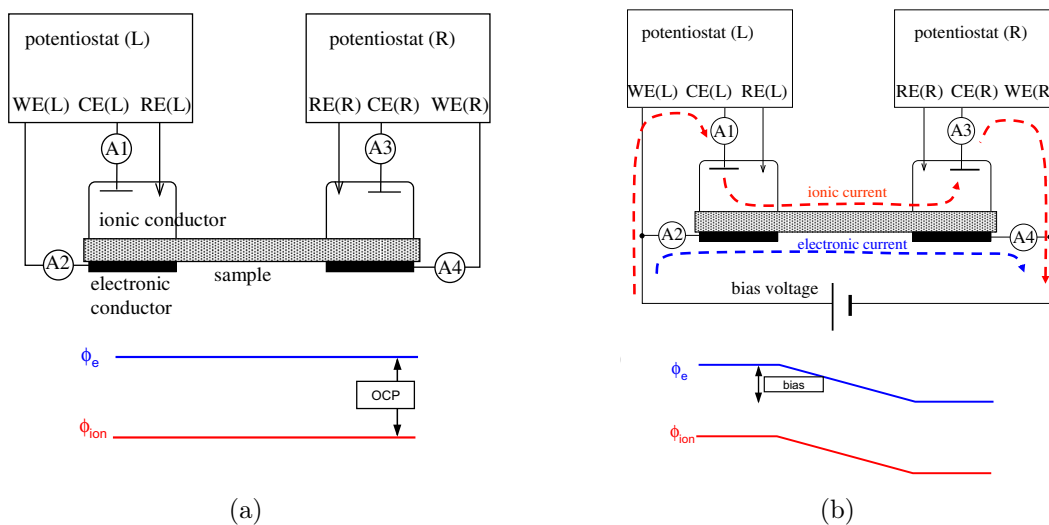 potentiostat (L)
potentiostat (R)
WE(L) CE(L) RE(L)
RE(R) CE(R) WE(R)
A1
A3
ionic conductor
A2
A4
sample
electronic
conductor
ϕe
OCP
ϕion
(a)
potentiostat (L)
potentiostat (R)
WE(L) CE(L) RE(L)
RE(R) CE(R) WE(R)
A1
A3
ionic current
A2
A4
electronic current
bias voltage
ϕe
bias
ϕion
(b)